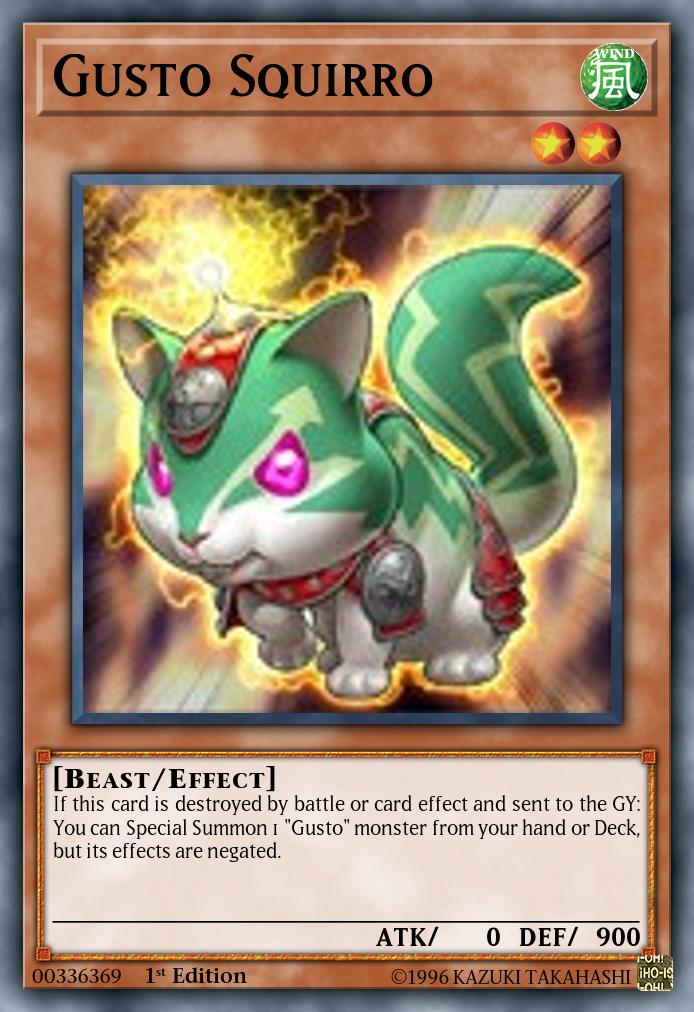 Gusto Squirro
WIND
風
[Beast/Effect]
If this card is destroyed by battle or card effect and sent to the GY:
You can Special Summon 1 "Gusto" monster from your hand or Deck,
but its effects are negated.
ATK/ 0 DEF/ 900
00336369 1st Edition ©1996 KAZUKI TAKAHASHI